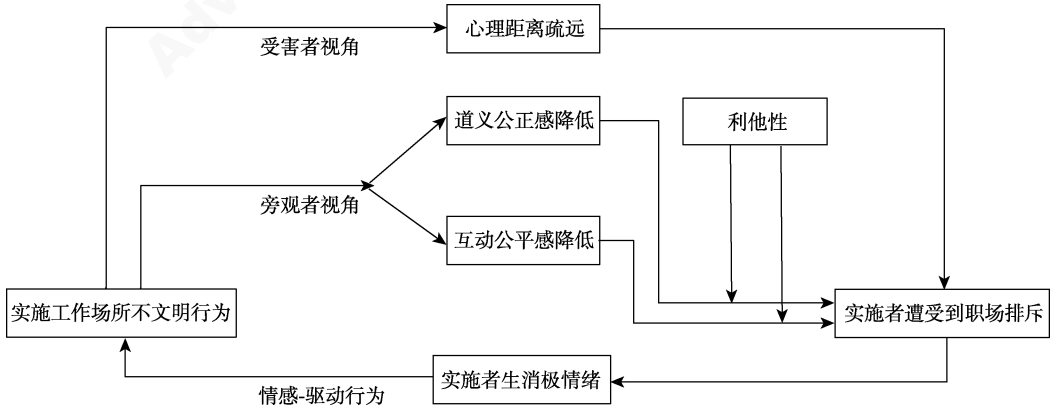 心理距离疏远
受害者视角
道义公正感降低
利他性
旁观者视角
互动公平感降低
实施工作场所不文明行为
实施者遭受到职场排斥
实施者生消极情绪
情感-驱动行为
Adv